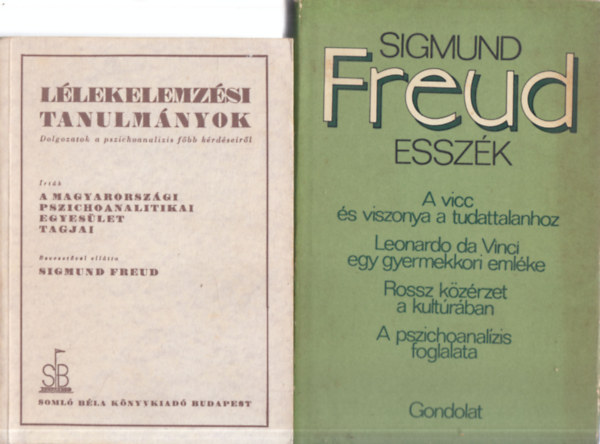 LÉLEKELEMZÉSI
TANULMÁNYOK
Dolgozatok a pszichoanalízis főbb kérdéseiről
Írták
A MAGYARORSZÁGI
PSZICHOANALITIKAI
EGYESÜLET
TAGJAI
Bevezetővel ellátta
SIGMUND FREUD
SB
SOMLÓ BÉLA KÖNYVKIADÓ BUDAPEST
SIGMUND
Freud
ESSZÉK
A vicc
és viszonya a tudattalanhoz
Leonardo da Vinci
egy gyermekkori emléke
Rossz közérzet
a kultúrában
A pszichoanalízis
foglalata
Gondolat